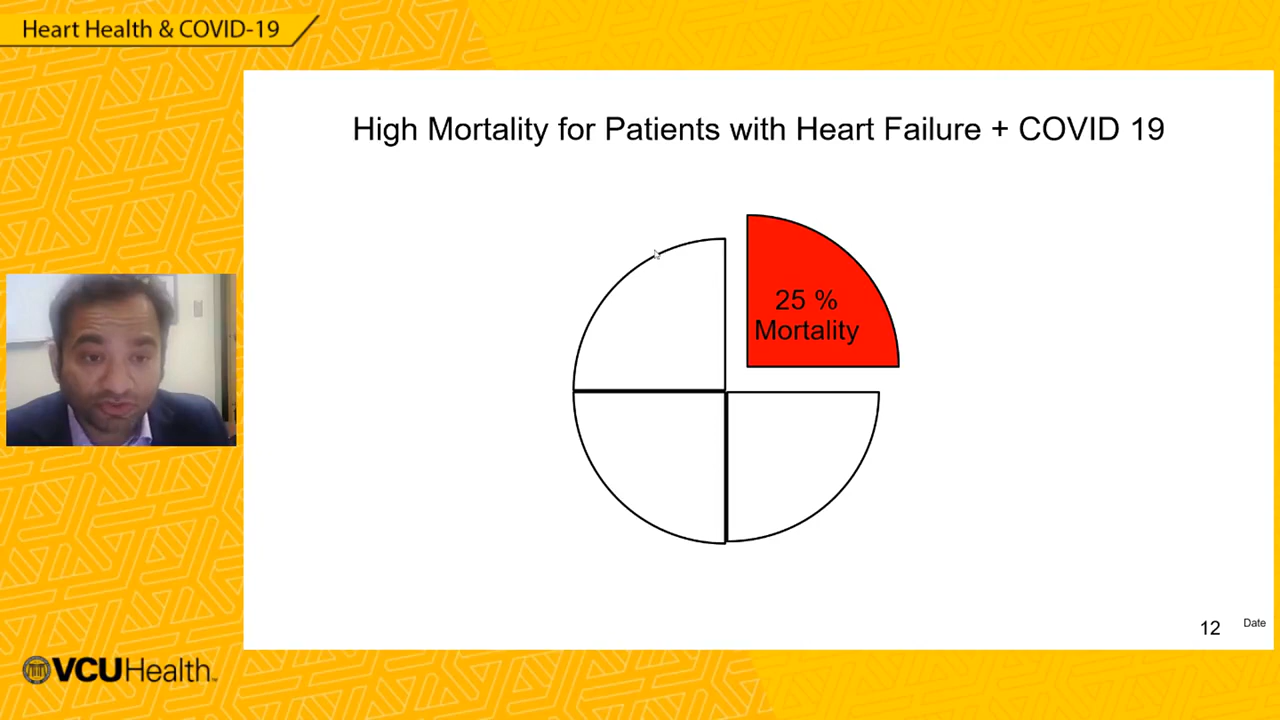 Heart Health & COVID-19
High Mortality for Patients with Heart Failure + COVID 19
25 %
Mortality
12
Date
VCUHealth